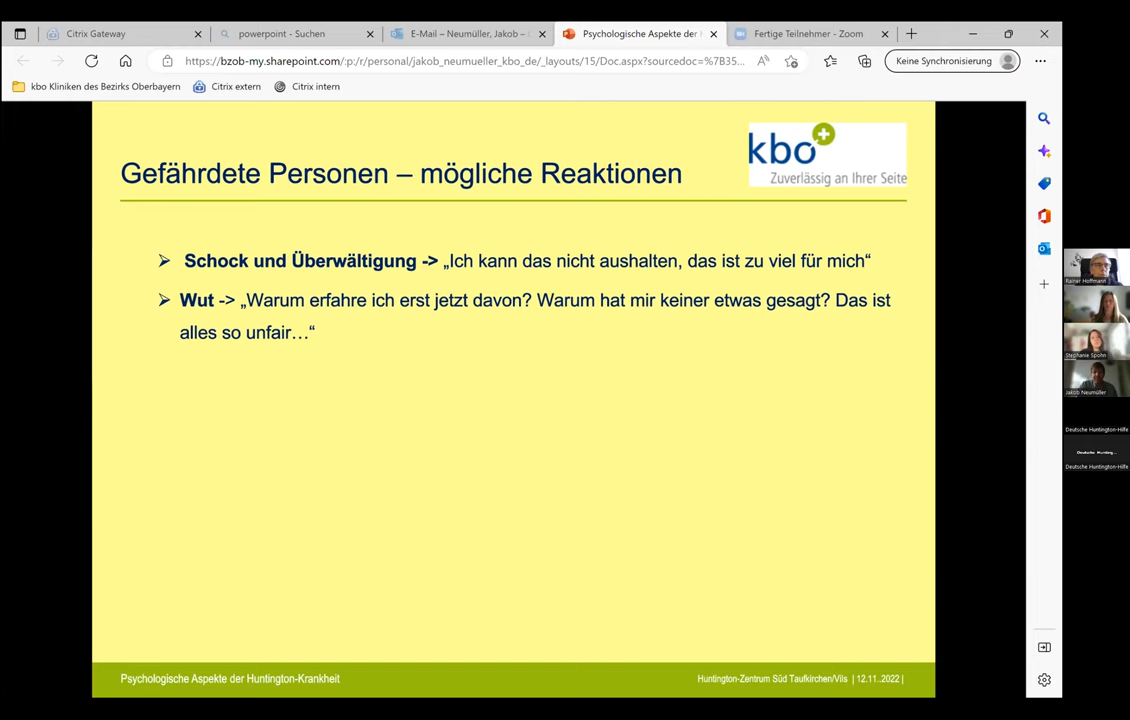 Citrix Gateway
powerpoint - Suchen
E-Mail – Neumüller, Jakob –
Psychologische Aspekte der
Fertige Teilnehmer - Zoom
https://bzob-my.sharepoint.com/:p:/r/personal/jakob_neumueller_kbo_de/_layouts/15/Doc.aspx?sourcedoc=%7B35...
Keine Synchronisierung
kbo Kliniken des Bezirks Oberbayern
Citrix extern
Citrix intern
kbo
Zuverlässig an Ihrer Seite
Gefährdete Personen – mögliche Reaktionen
Schock und Überwältigung -> „Ich kann das nicht aushalten, das ist zu viel für mich“
Wut -> „Warum erfahre ich erst jetzt davon? Warum hat mir keiner etwas gesagt? Das ist
alles so unfair…“
Psychologische Aspekte der Huntington-Krankheit
Huntington-Zentrum Süd Taufkirchen/Vils | 12.11..2022 |
Rainer Hoffmann
Stephanie Spohn
Jakob Neumüller
Deutsche Huntington-Hilfe
Deutsche Hunting...
Deutsche Huntington-Hilfe